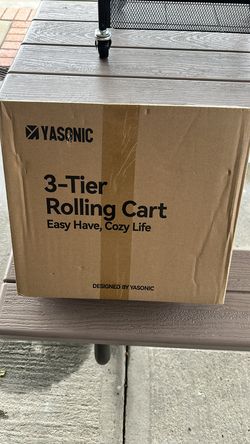 YASONIC
3-Tier
Rolling Cart
Easy Have, Cozy Life
DESIGNED BY YASONIC